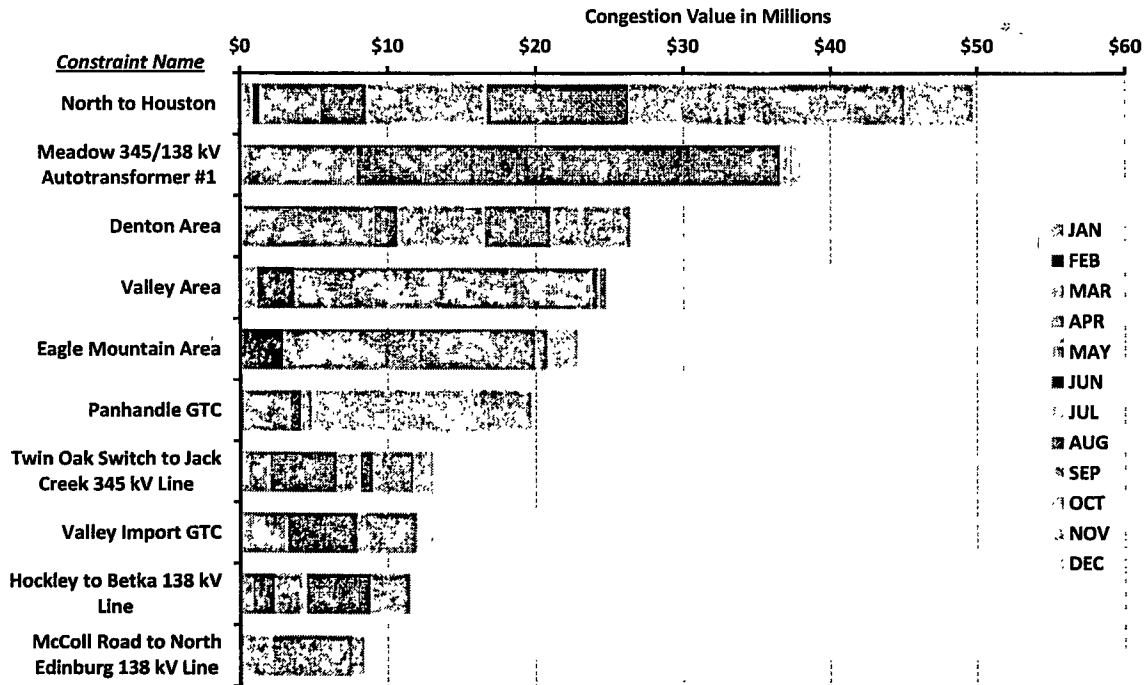 Congestion Value in Millions
$0 $10 $20 $30 $40 $50 $60
Constraint Name
North to Houston
Meadow 345/138 kV
Autotransformer #1
Denton Area
Valley Area
Eagle Mountain Area
Panhandle GTC
Twin Oak Switch to Jack
Creek 345 kV Line
Valley Import GTC
Hockley to Betka 138 kV
Line
McColl Road to North
Edinburg 138 kV Line
JAN
FEB
MAR
APR
MAY
JUN
JUL
AUG
SEP
OCT
NOV
DEC